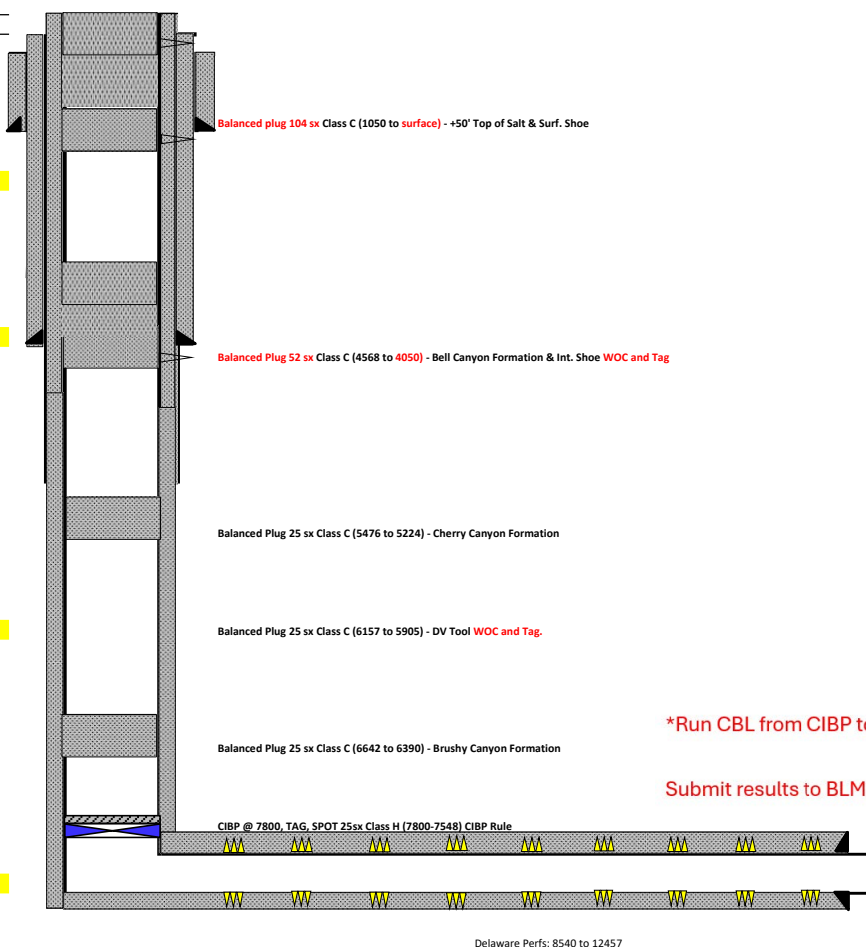 Balanced plug 104 sx Class C (1050 to surface) - +50' Top of Salt & Surf. Shoe
Balanced Plug 52 sx Class C (4568 to 4050) - Bell Canyon Formation & Int. Shoe WOC and Tag
Balanced Plug 25 sx Class C (5476 to 5224) - Cherry Canyon Formation
Balanced Plug 25 sx Class C (6157 to 5905) - DV Tool WOC and Tag.
*Run CBL from CIBP
Balanced Plug 25 sx Class C (6642 to 6390) - Brushy Canyon Formation
Submit results to BLM
CIBP @ 7800, TAG, SPOT 25sx Class H (7800-7548) CIBP Rule
Delaware Perfs: 8540 to 12457